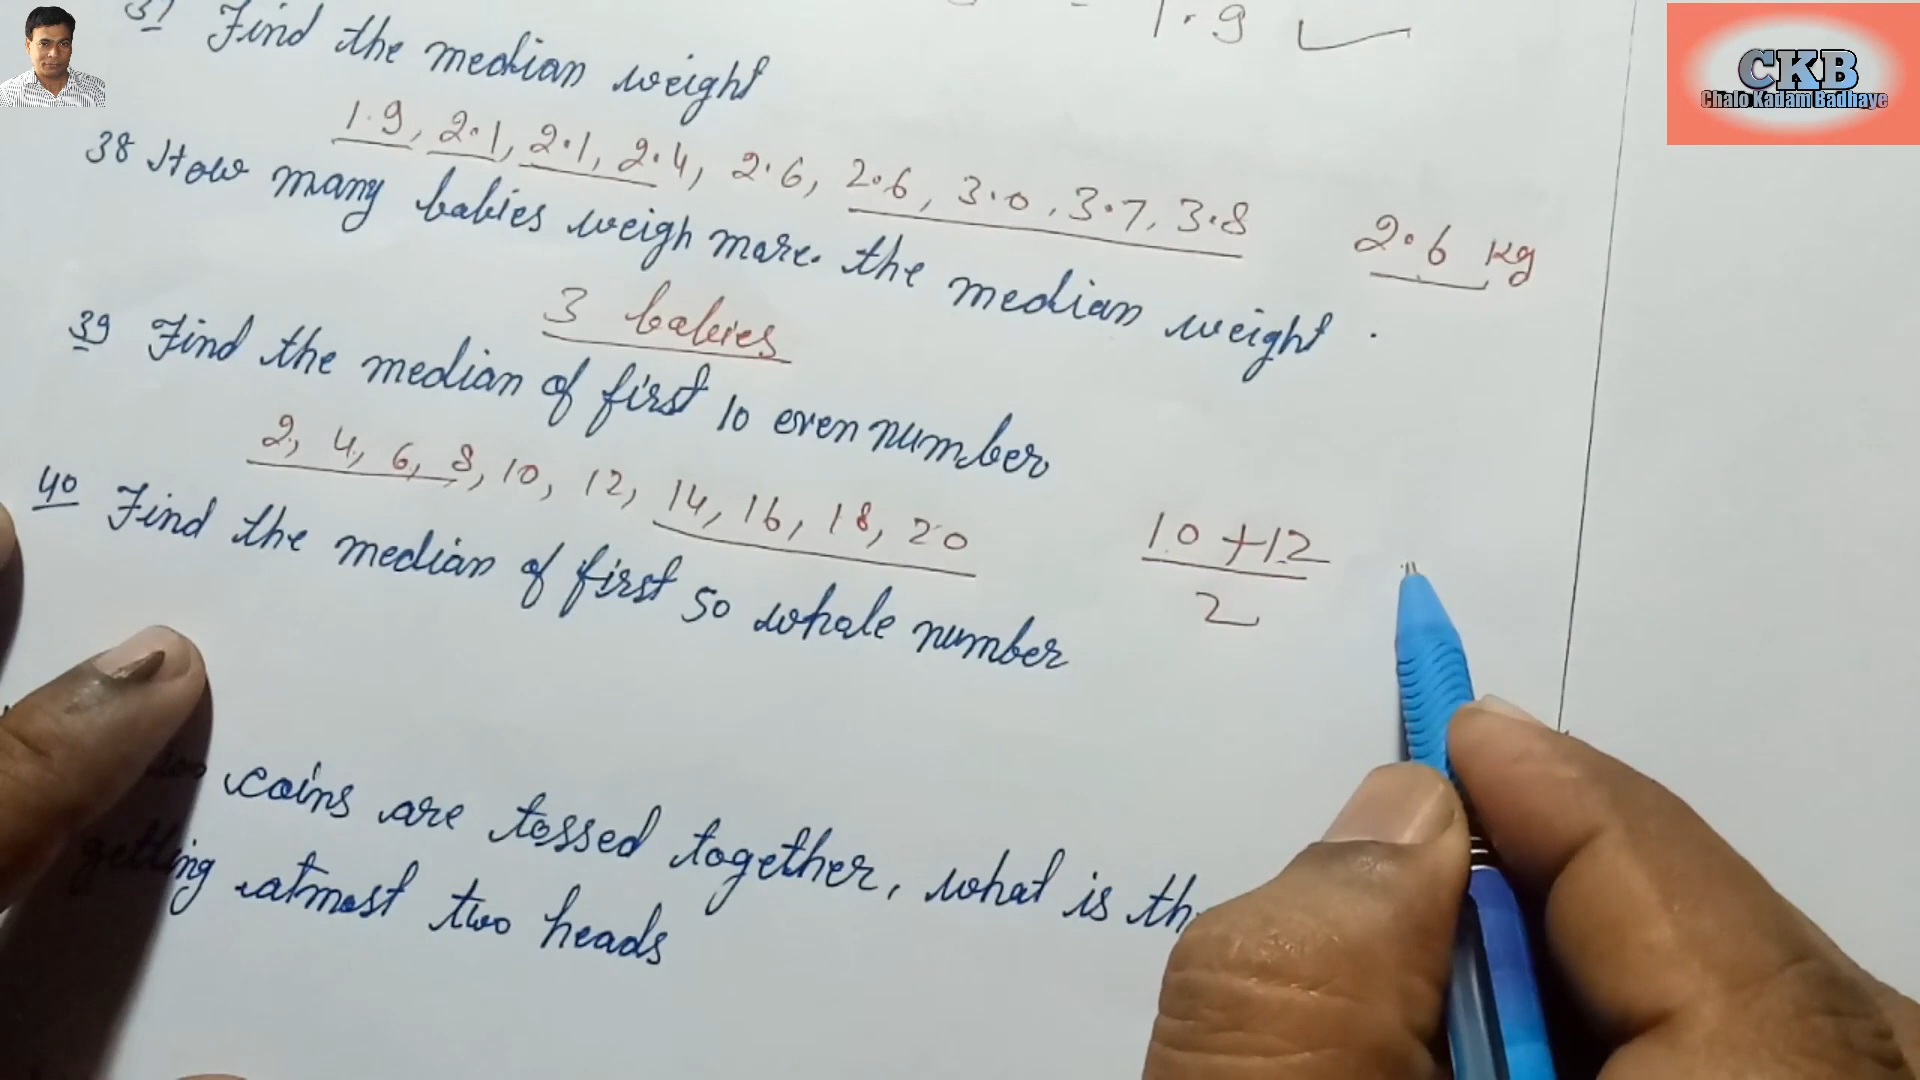 1.9
37 Find the median weight
1.9, 2.1, 2.1, 2.4, 2.6, 2.6, 3.0, 3.7, 3.8
2.6 kg
38 How many babies weigh more the median weight.
3 babies
39 Find the median of first 10 even number
2, 4, 6, 8, 10, 12, 14, 16, 18, 20
10 + 12
2
40 Find the median of first 50 whole number
coins are tossed together, what is th
getting atmost two heads
CKB
Chalo Kadam Badhaye